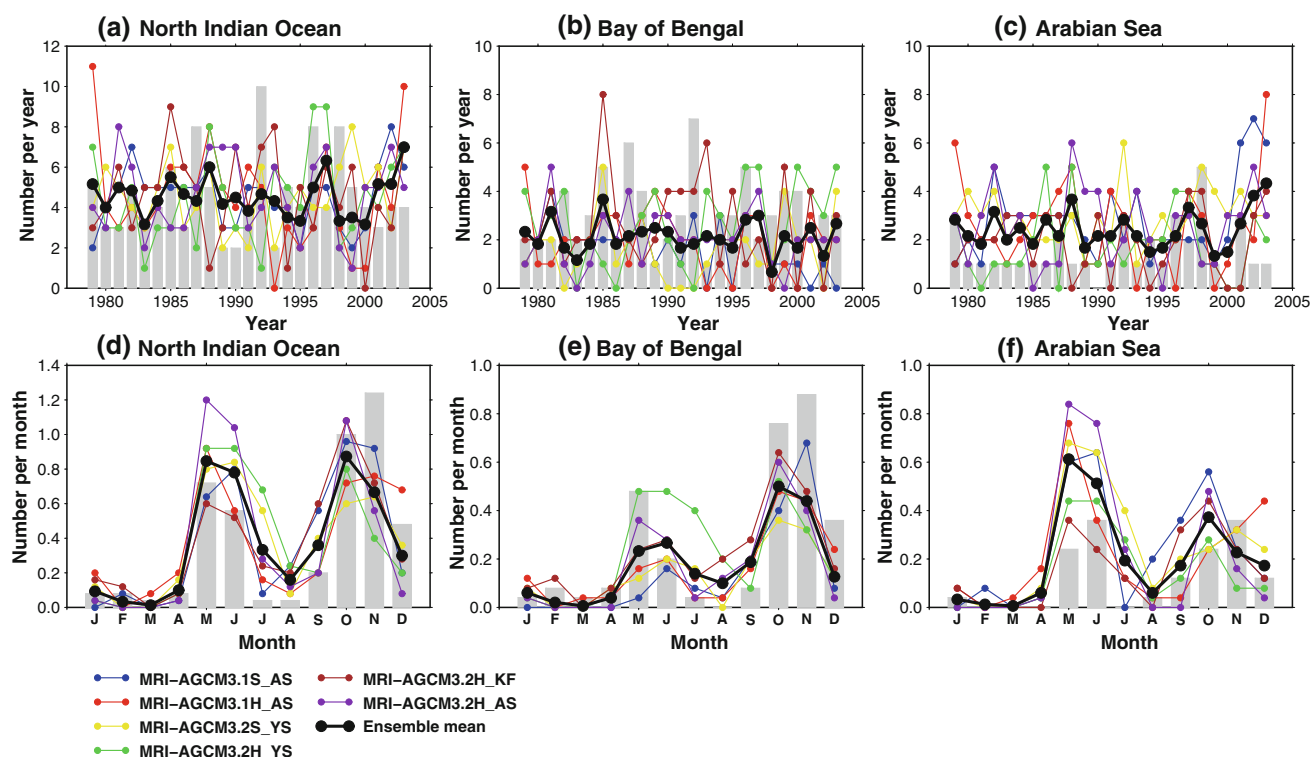 (a) North Indian Ocean
(b) Bay of Bengal
(c) Arabian Sea
12
10
8
6
4
2
0
Number per year
1980 1985 1990 1995 2000 2005
Year
10
8
6
4
2
0
Number per year
1980 1985 1990 1995 2000 2005
Year
10
8
6
4
2
0
Number per year
1980 1985 1990 1995 2000 2005
Year
(d) North Indian Ocean
(e) Bay of Bengal
(f) Arabian Sea
1.4
1.2
1.0
0.8
0.6
0.4
0.2
0.0
Number per month
J F M A M J J A S O N D
Month
1.0
0.8
0.6
0.4
0.2
0.0
Number per month
J F M A M J J A S O N D
Month
1.0
0.8
0.6
0.4
0.2
0.0
Number per month
J F M A M J J A S O N D
Month
MRI−AGCM3.1S_AS
MRI−AGCM3.1H_AS
MRI−AGCM3.2S_YS
MRI−AGCM3.2H_YS
MRI−AGCM3.2H_KF
MRI−AGCM3.2H_AS
Ensemble mean